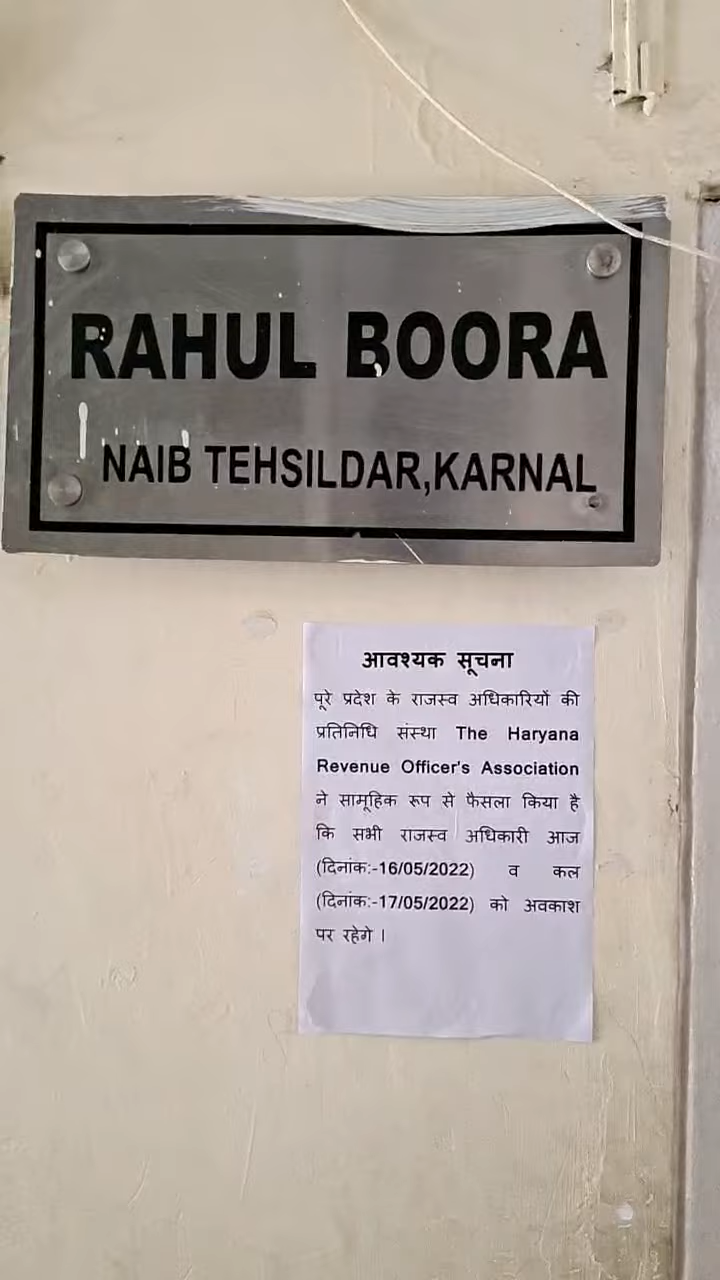 RAHUL BOORA
NAIB TEHSILDAR,KARNAL
आवश्यक सूचना
पूरे प्रदेश के राजस्व अधिकारियों की
प्रतिनिधि संस्था The Haryana
Revenue Officer's Association
ने सामूहिक रूप से फैसला किया है
कि सभी राजस्व अधिकारी आज
(दिनांक:-16/05/2022) व कल
(दिनांक:-17/05/2022) को अवकाश
पर रहेगे ।